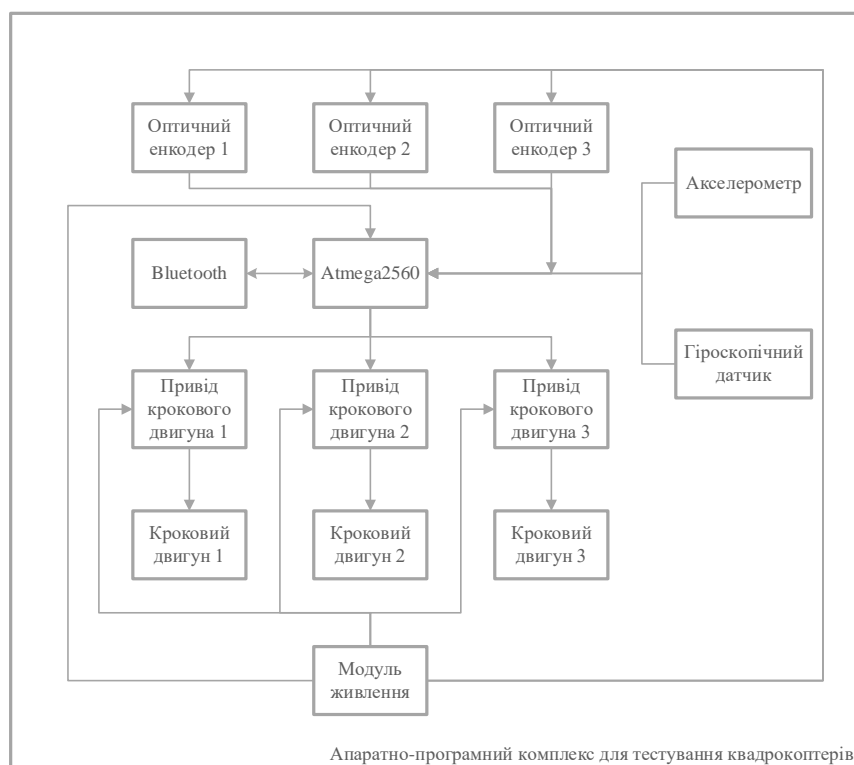 Оптичний
енкодер 1
Оптичний
енкодер 2
Оптичний
енкодер 3
Акселерометр
Bluetooth
Atmega2560
Гіроскопічний
датчик
Привід
крокового
двигуна 1
Привід
крокового
двигуна 2
Привід
крокового
двигуна 3
Кроковий
двигун 1
Кроковий
двигун 2
Кроковий
двигун 3
Модуль
живлення
Апаратно-програмний комплекс для тестування квадрокоптерів